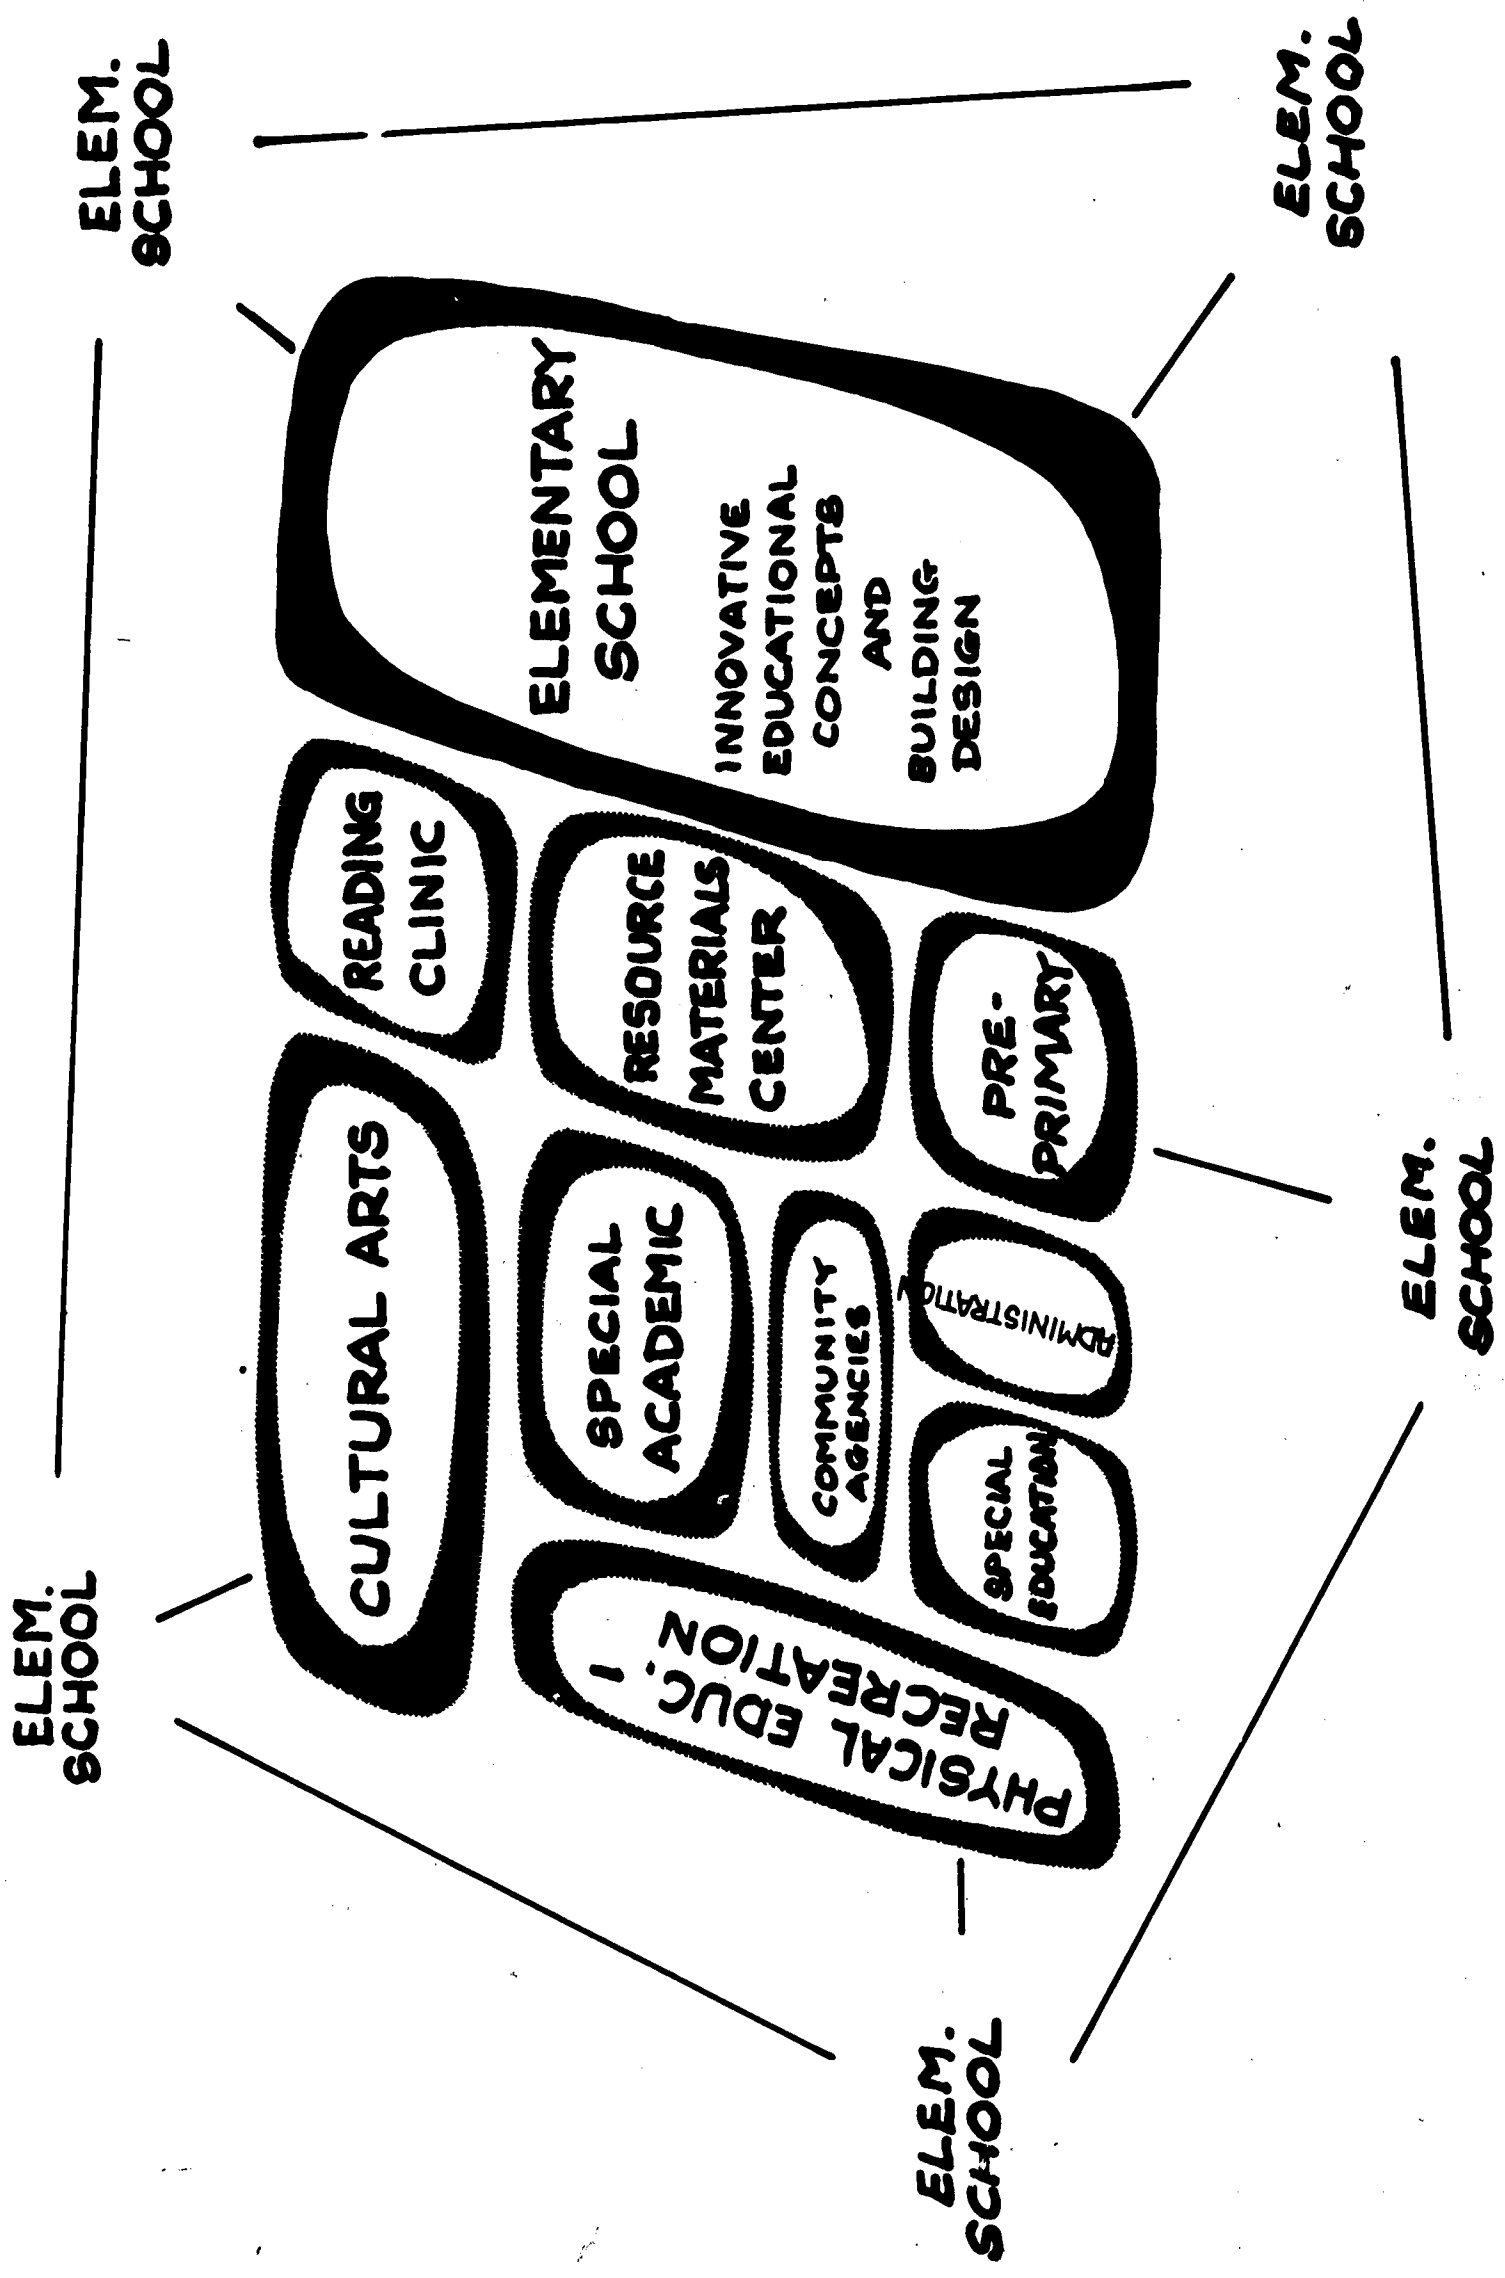 ELEM.
SCHOOL
ELEM.
SCHOOL
CULTURAL ARTS
READING
CLINIC
PHYSICAL EDUC. -
RECREATION
SPECIAL
ACADEMIC
RESOURCE
MATERIALS
CENTER
ELEMENTARY
SCHOOL
INNOVATIVE
EDUCATIONAL
CONCEPTS
AND
BUILDING
DESIGN
COMMUNITY
AGENCIES
SPECIAL
EDUCATION
ADMINISTRATION
PRE-
PRIMARY
ELEM.
SCHOOL
ELEM.
SCHOOL
ELEM.
SCHOOL